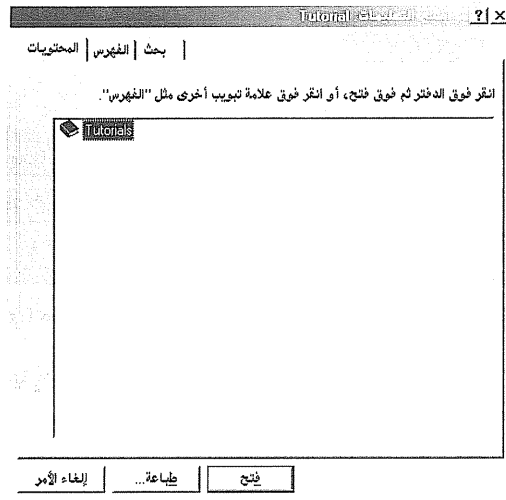 التعليمات: Tutorial
المحتويات | الفهرس | بحث
انقر فوق الدفتر ثم فوق فتح، أو انقر فوق علامة تبويب أخرى مثل "الفهرس".
Tutorials
فتح
طباعة...
إلغاء الأمر